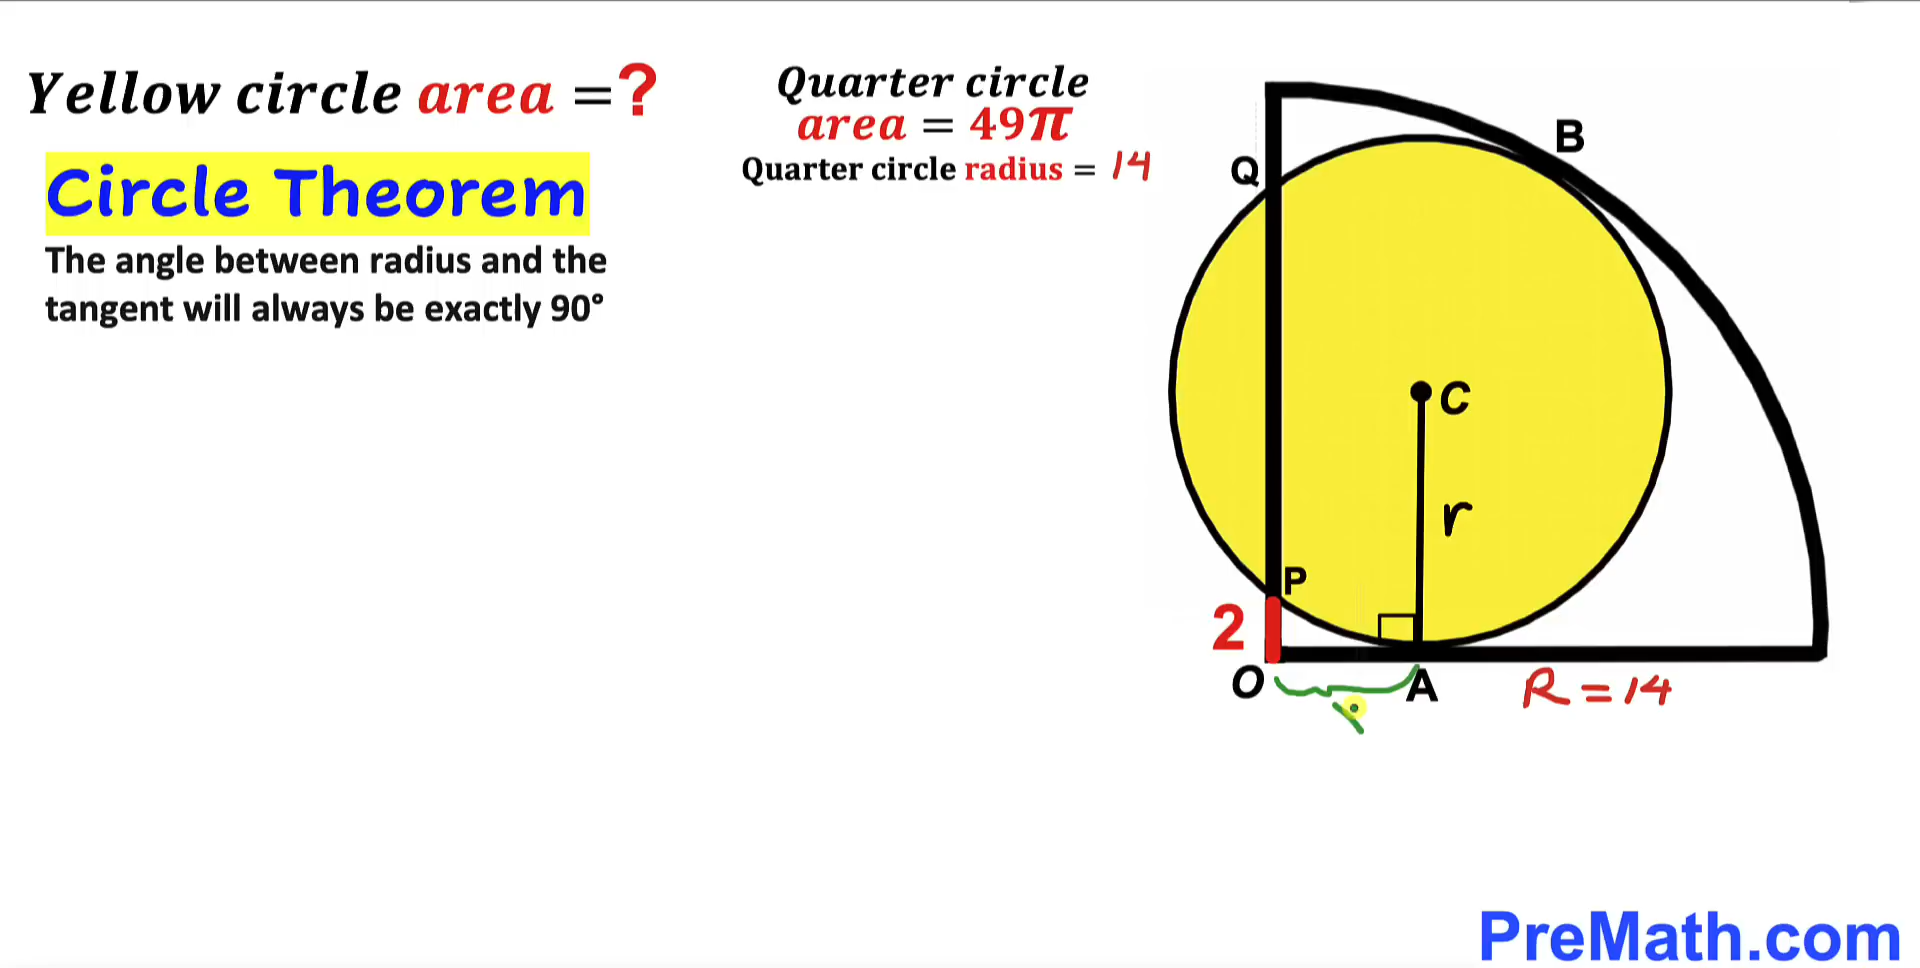 Yellow circle area =?
Circle Theorem
The angle between radius and the
tangent will always be exactly 90°
Quarter circle
area = 49π
Quarter circle radius = 14
B
Q
C
r
P
2
O
A
R = 14
PreMath.com